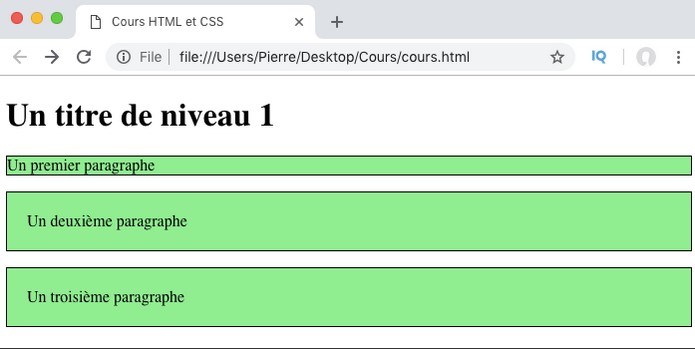 Cours HTML et CSS
File file:///Users/Pierre/Desktop/Cours/cours.html IQ
Un titre de niveau 1
Un premier paragraphe
Un deuxième paragraphe
Un troisième paragraphe